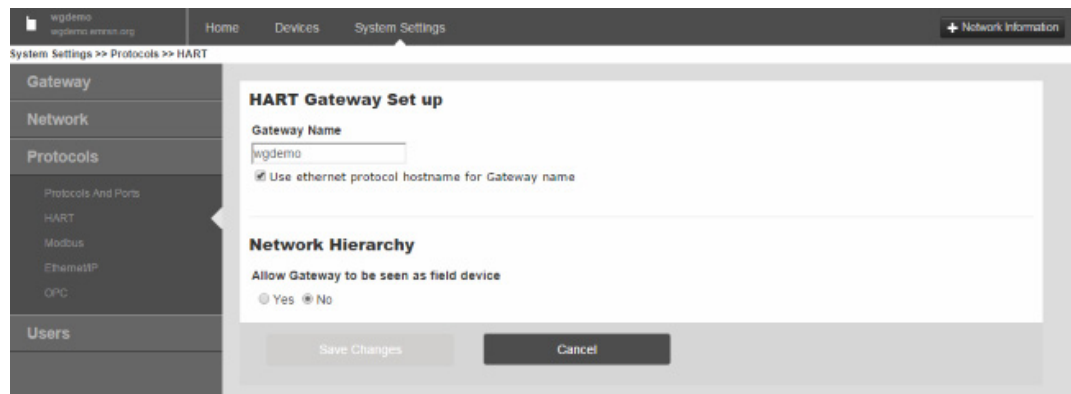 wgdemo
wgdemo.emrsn.org
Home Devices System Settings
+ Network Information
System Settings >> Protocols >> HART
Gateway
Network
Protocols
Protocols And Ports
HART
Modbus
Ethernet/IP
OPC
Users
HART Gateway Set up
Gateway Name
wgdemo
Use ethernet protocol hostname for Gateway name
Network Hierarchy
Allow Gateway to be seen as field device
Yes No
Save Changes Cancel